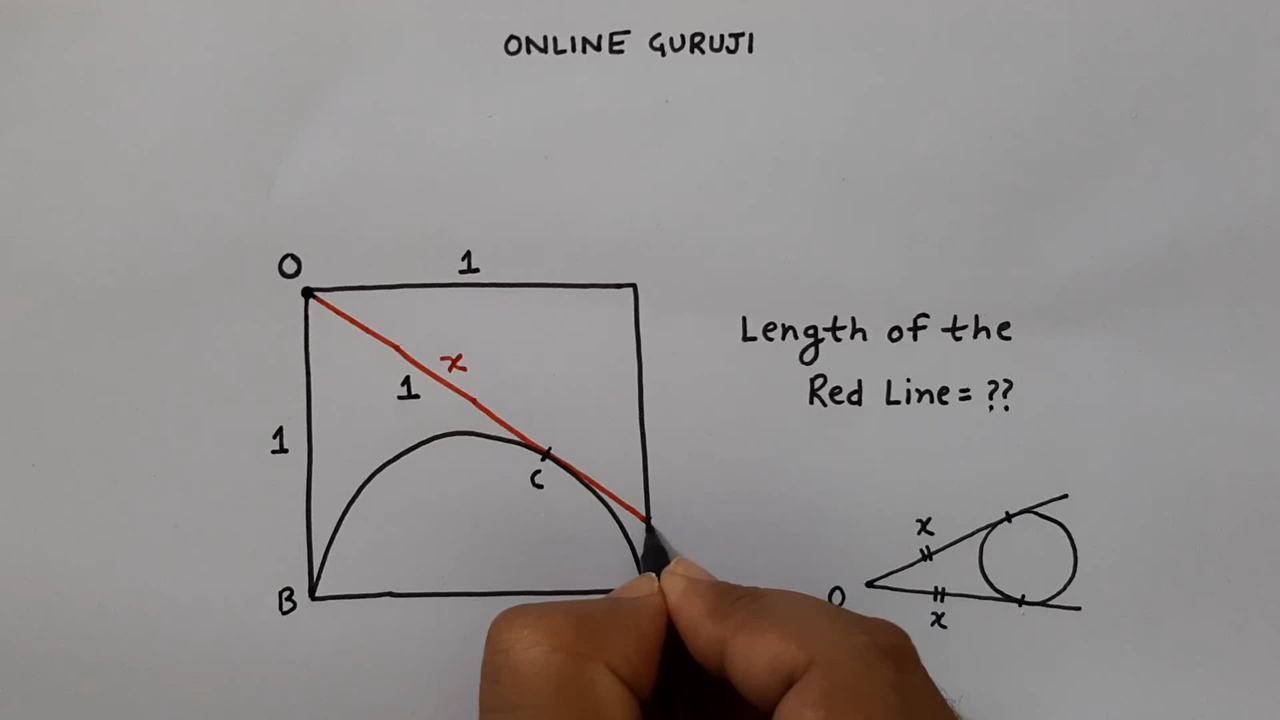 ONLINE GURUJI
O
1
x
1
1
C
B
Length of the
Red Line = ??
x
O
x